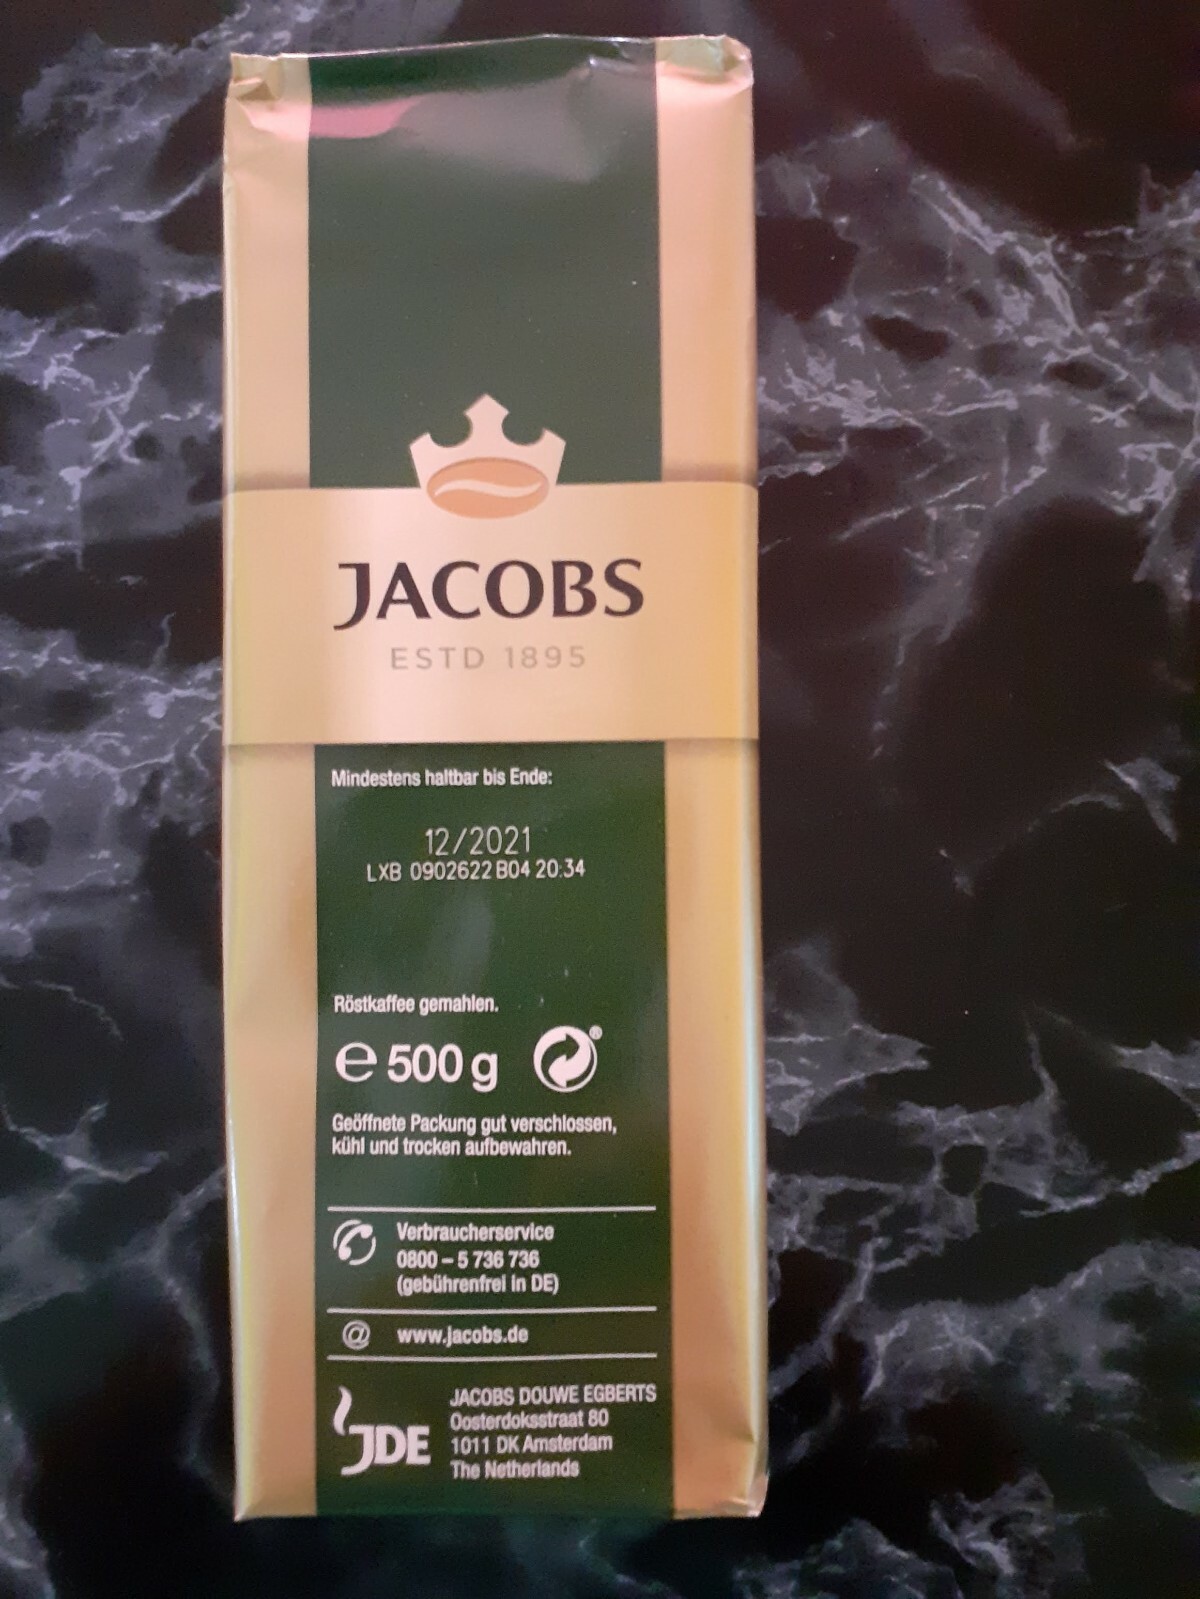 JACOBS
ESTD 1895
Mindestens haltbar bis Ende:
12/2021
LXB 0902622 B04 20:34
Röstkaffee gemahlen.
℮ 500 g ®
Geöffnete Packung gut verschlossen,
kühl und trocken aufbewahren.
Verbraucherservice
0800 – 5 736 736
(gebührenfrei in DE)
@ www.jacobs.de
JDE
JACOBS DOUWE EGBERTS
Oosterdoksstraat 80
1011 DK Amsterdam
The Netherlands